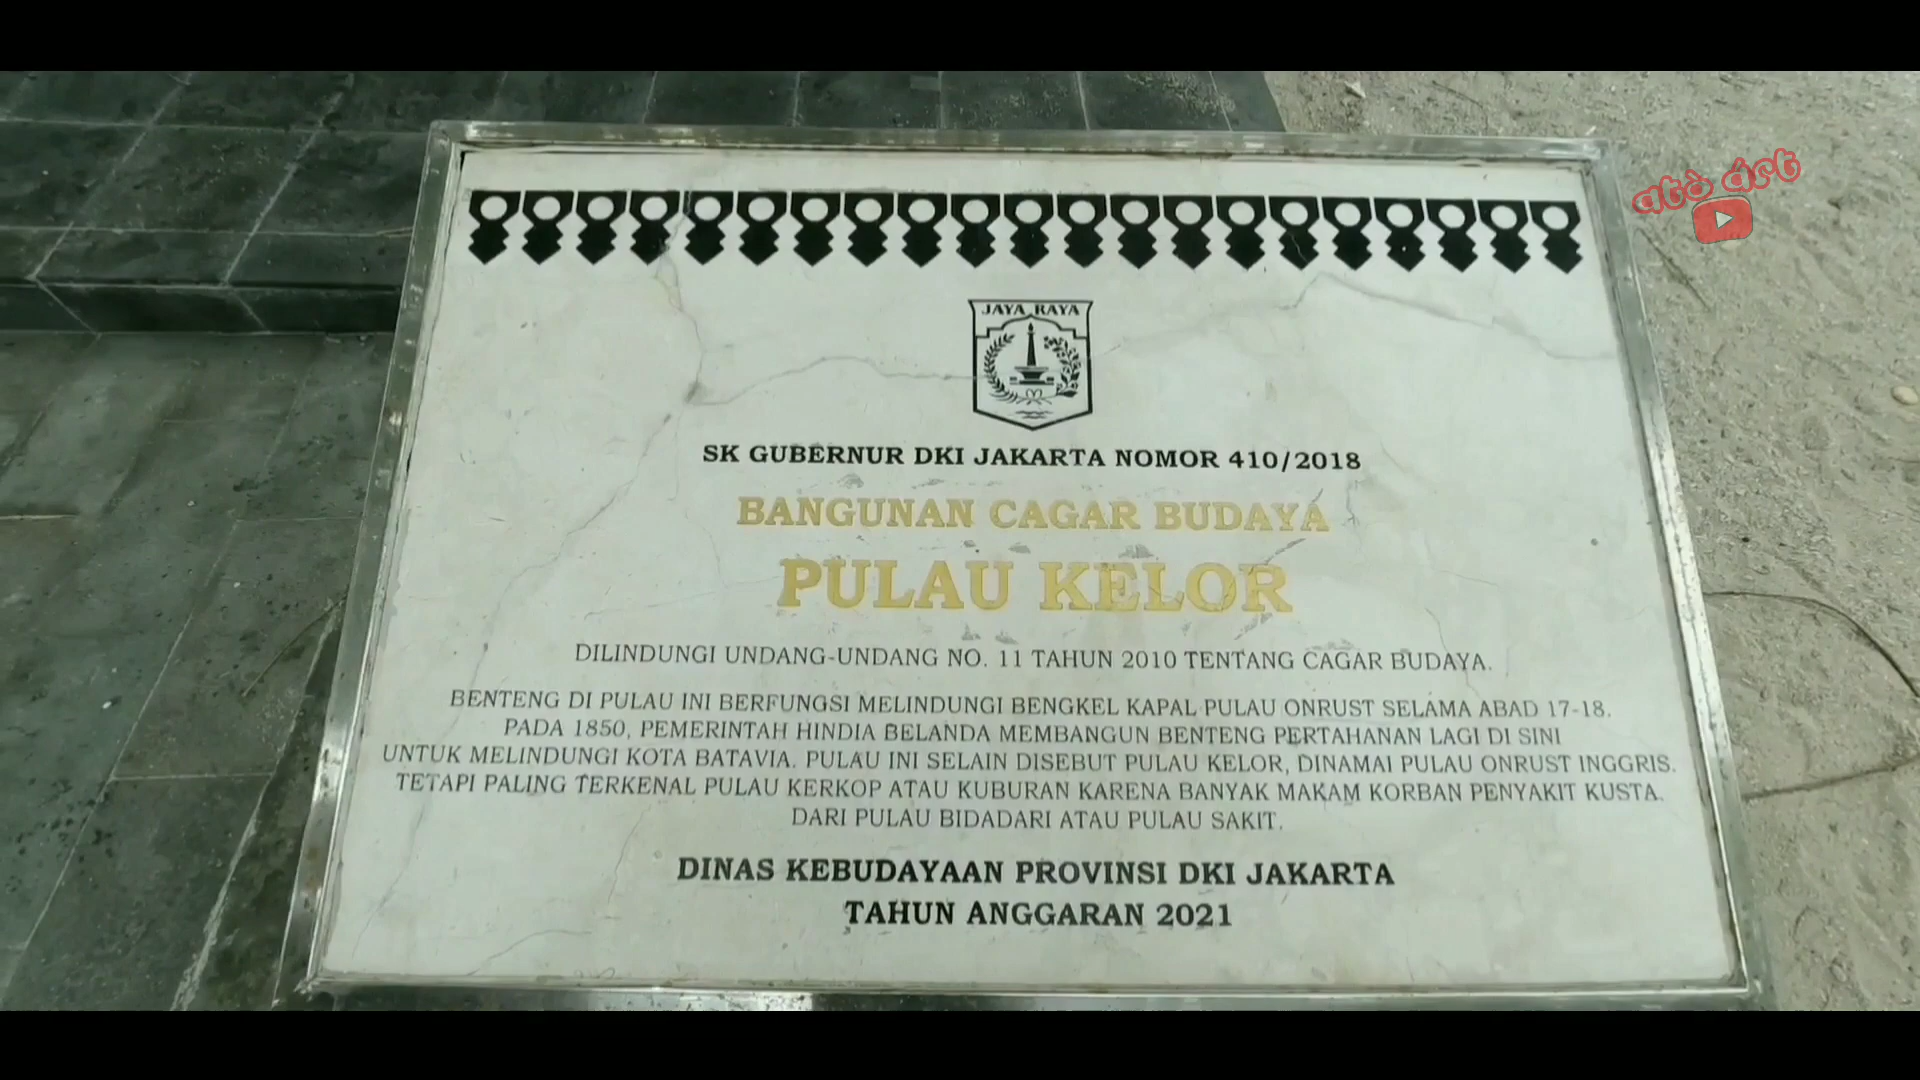 atò árt
JAYA RAYA
SK GUBERNUR DKI JAKARTA NOMOR 410/2018
BANGUNAN CAGAR BUDAYA
PULAU KELOR
DILINDUNGI UNDANG-UNDANG NO. 11 TAHUN 2010 TENTANG CAGAR BUDAYA.
BENTENG DI PULAU INI BERFUNGSI MELINDUNGI BENGKEL KAPAL PULAU ONRUST SELAMA ABAD 17-18.
PADA 1850, PEMERINTAH HINDIA BELANDA MEMBANGUN BENTENG PERTAHANAN LAGI DI SINI
UNTUK MELINDUNGI KOTA BATAVIA. PULAU INI SELAIN DISEBUT PULAU KELOR, DINAMAI PULAU ONRUST INGGRIS.
TETAPI PALING TERKENAL PULAU KERKOP ATAU KUBURAN KARENA BANYAK MAKAM KORBAN PENYAKIT KUSTA.
DARI PULAU BIDADARI ATAU PULAU SAKIT.
DINAS KEBUDAYAAN PROVINSI DKI JAKARTA
TAHUN ANGGARAN 2021